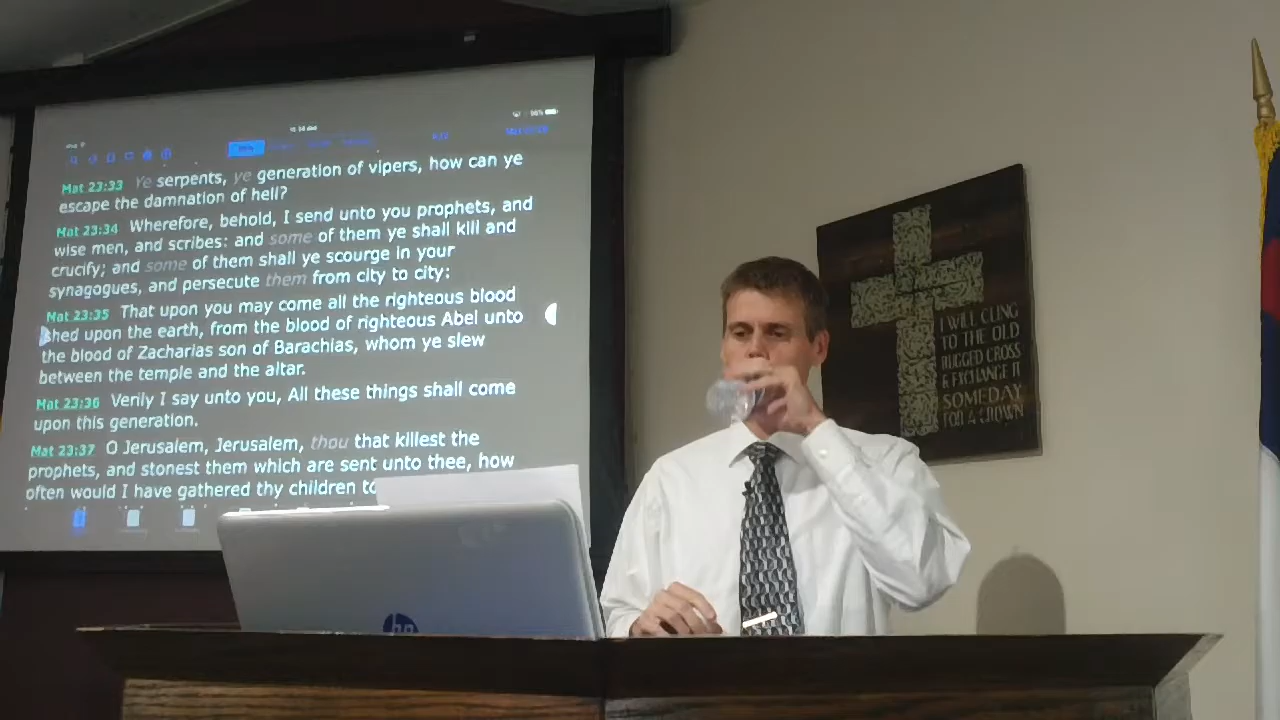 Mat 23:33 Ye serpents, ye generation of vipers, how can ye
escape the damnation of hell?
Mat 23:34 Wherefore, behold, I send unto you prophets, and
wise men, and scribes: and some of them ye shall kill and
crucify; and some of them shall ye scourge in your
synagogues, and persecute them from city to city:
Mat 23:35 That upon you may come all the righteous blood
shed upon the earth, from the blood of righteous Abel unto
the blood of Zacharias son of Barachias, whom ye slew
between the temple and the altar.
Mat 23:36 Verily I say unto you, All these things shall come
upon this generation.
Mat 23:37 O Jerusalem, Jerusalem, thou that killest the
prophets, and stonest them which are sent unto thee, how
often would I have gathered thy children
hp
I WILL CLING
TO THE OLD
RUGGED CROSS
& EXCHANGE IT
SOMEDAY
FOR A CROWN